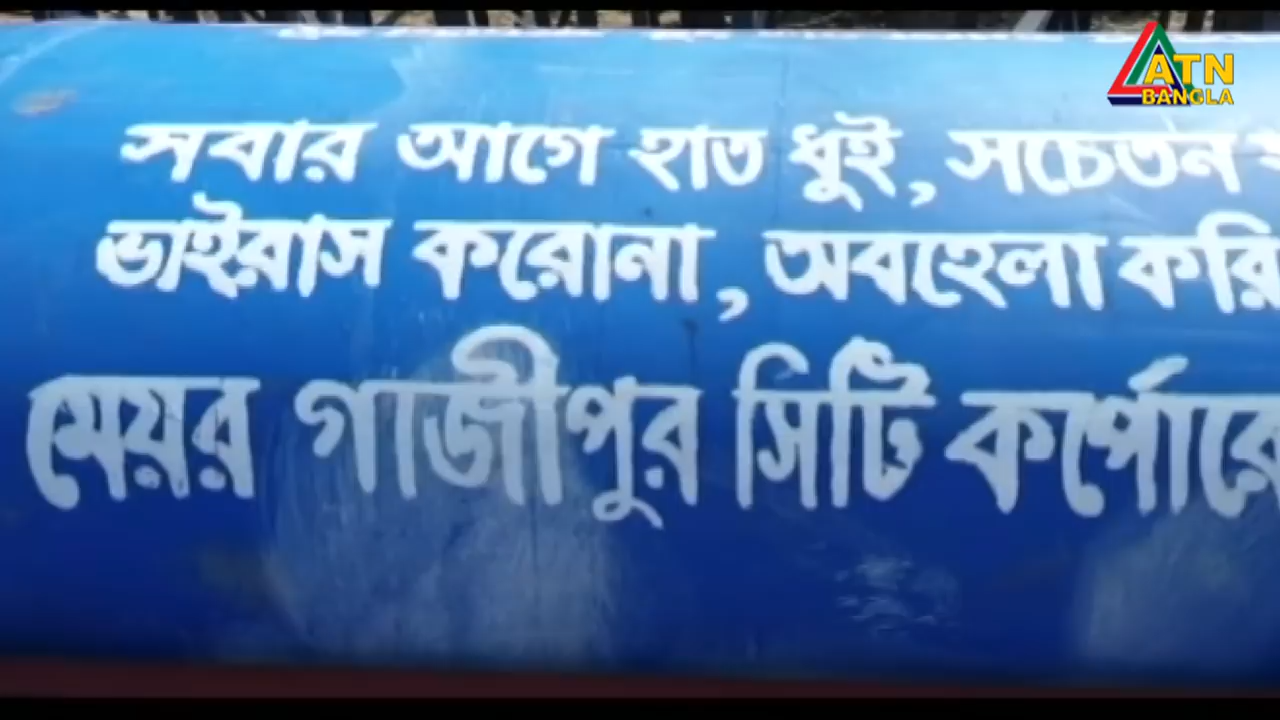 ATN
BANGLA
সবার আগে হাত ধুই, সচেতন
ভাইরাস করোনা, অবহেলা করি
মেয়র গাজীপুর সিটি কর্পোরে